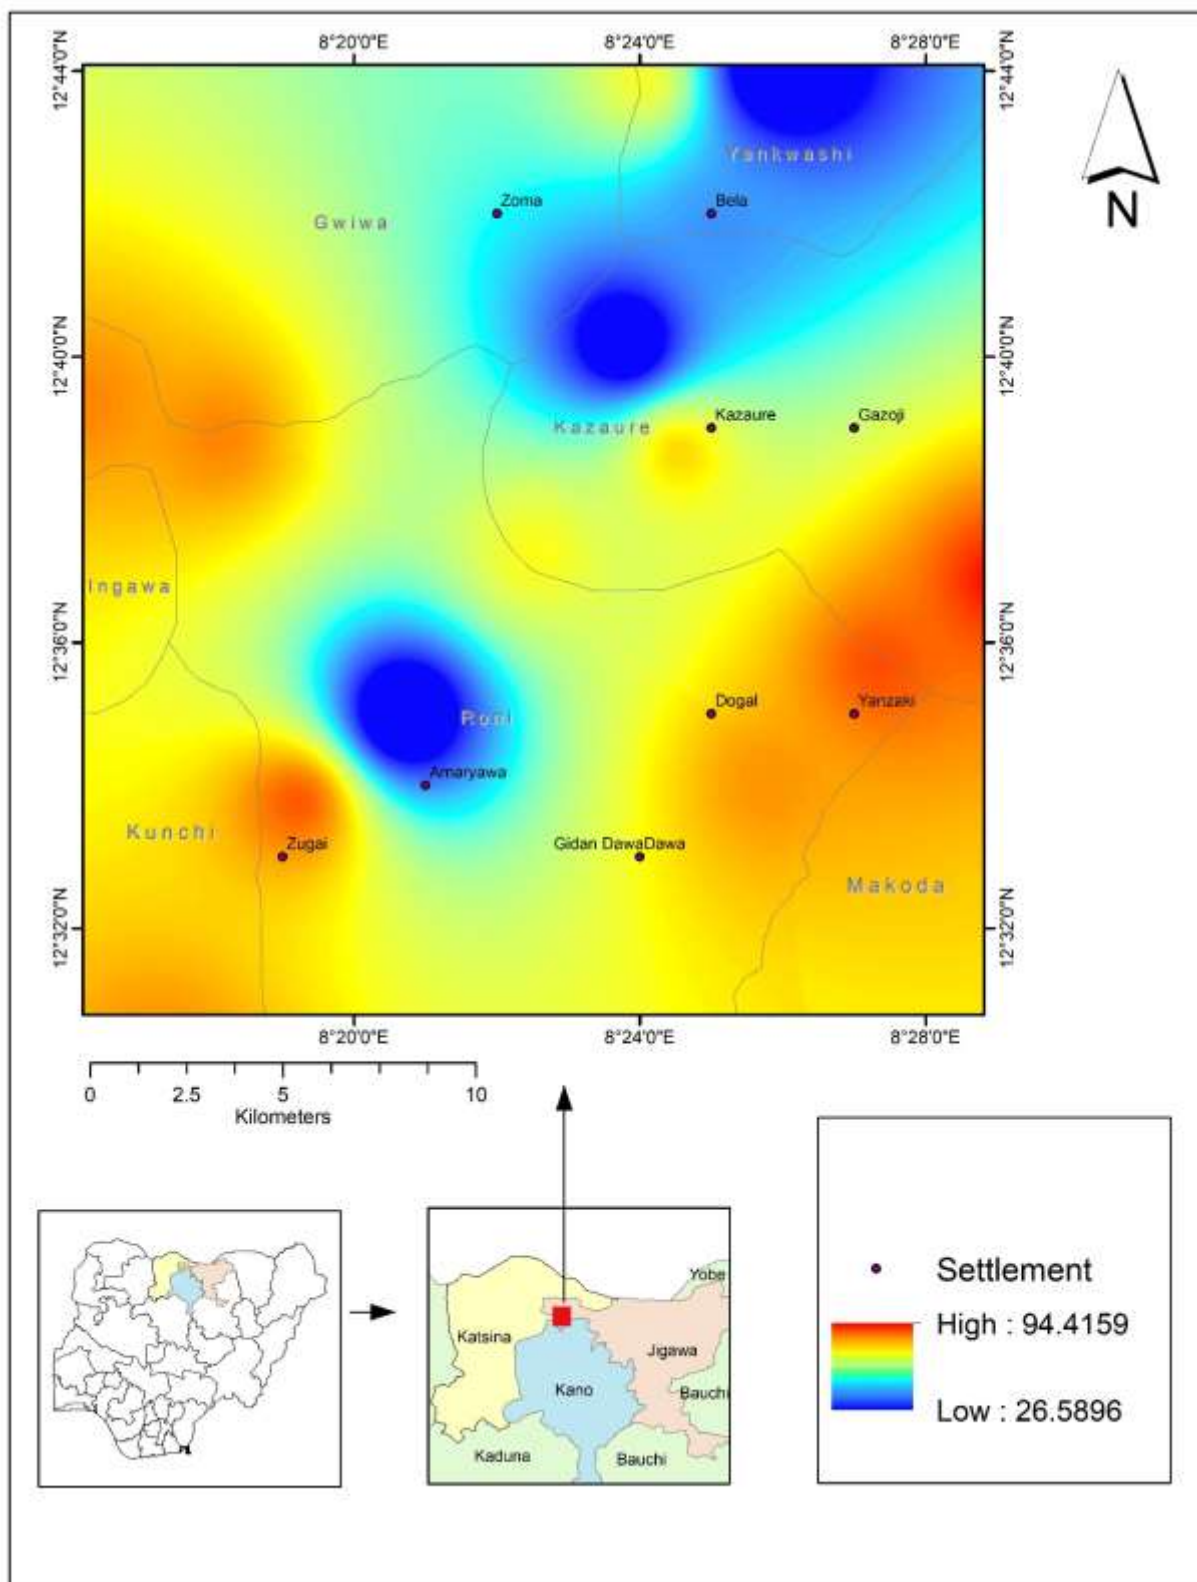 8°20'0"E 8°24'0"E 8°28'0"E
12°44'0"N 12°44'0"N
Yankwashi
Zoma Bela
Gwiwa
N
12°40'0"N 12°40'0"N
Kazaure Gazoji
Kazaure
Ingawa
12°36'0"N 12°36'0"N
Dogal Yanzaki
Roni
Amaryawa
Kunchi
Zugai Gidan DawaDawa
Makoda
12°32'0"N 12°32'0"N
8°20'0"E 8°24'0"E 8°28'0"E
0 2.5 5 10
Kilometers
Yobe
Katsina Jigawa
Kano Bauchi
Kaduna Bauchi
Settlement
High : 94.4159
Low : 26.5896